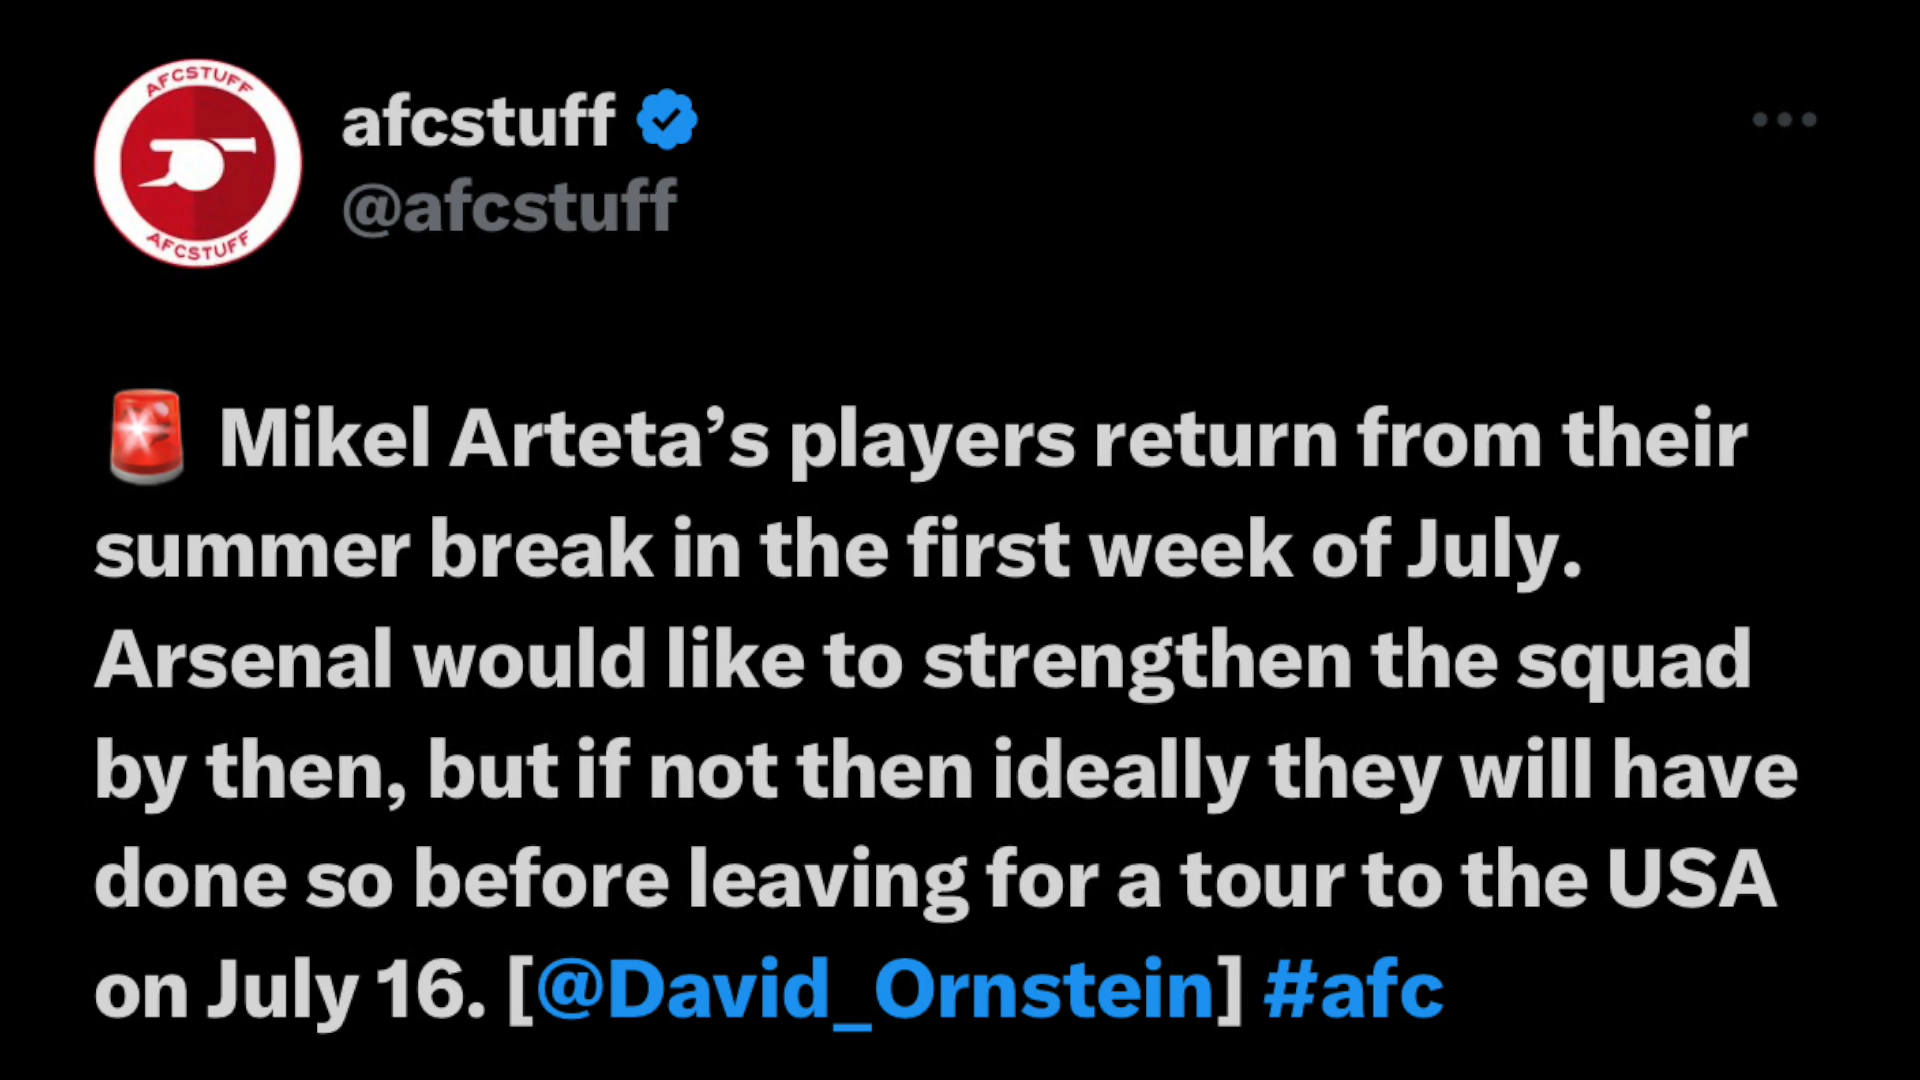 AFCSTUFF
AFCSTUFF
afcstuff
@afcstuff
🚨 Mikel Arteta’s players return from their
summer break in the first week of July.
Arsenal would like to strengthen the squad
by then, but if not then ideally they will have
done so before leaving for a tour to the USA
on July 16. [@David_Ornstein] #afc